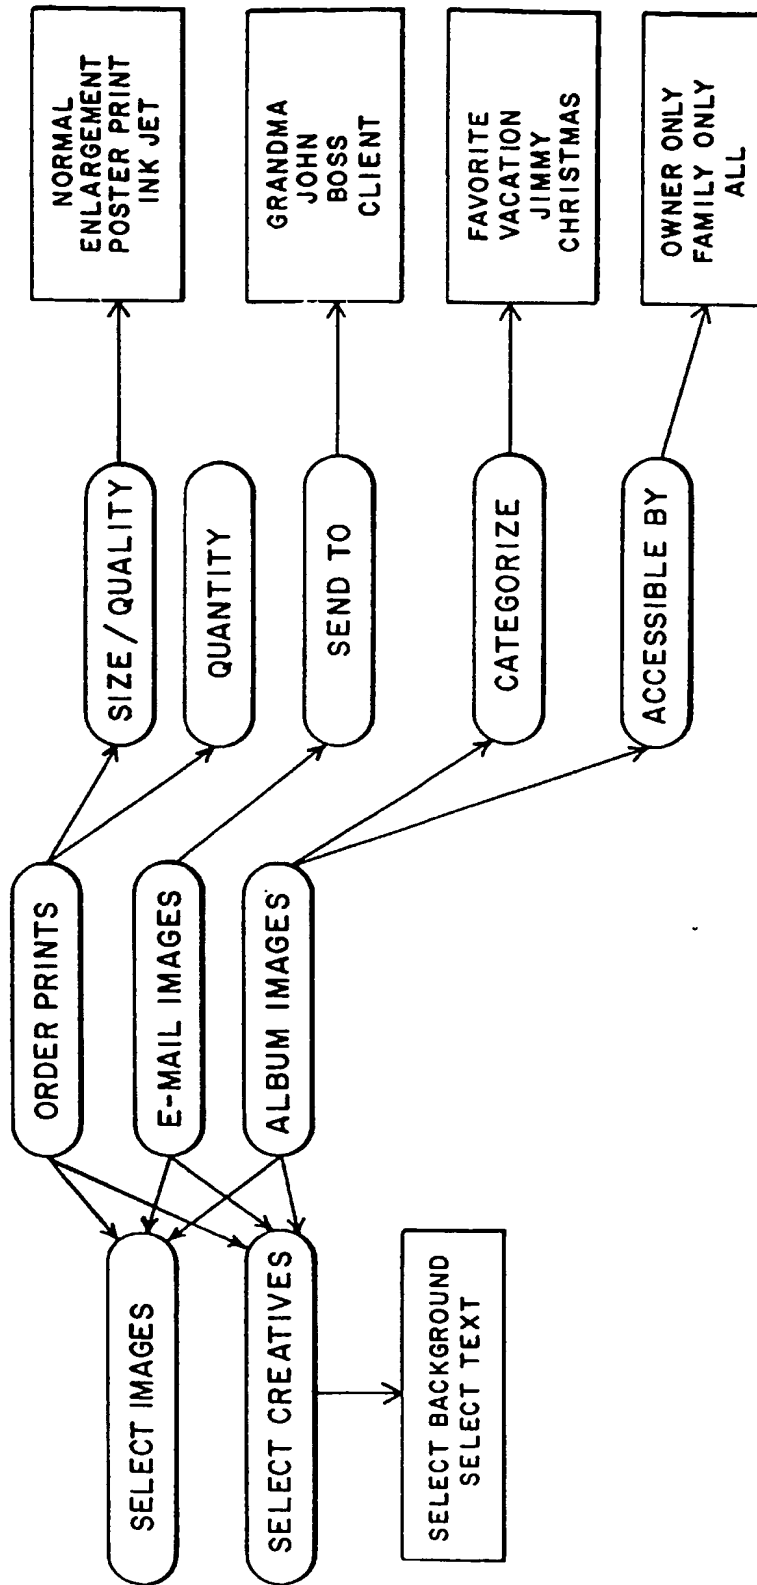 ORDER PRINTS
E-MAIL IMAGES
ALBUM IMAGES
SELECT IMAGES
SELECT CREATIVES
SELECT BACKGROUND
SELECT TEXT
SIZE / QUALITY
QUANTITY
SEND TO
CATEGORIZE
ACCESSIBLE BY
NORMAL
ENLARGEMENT
POSTER PRINT
INK JET
GRANDMA
JOHN
BOSS
CLIENT
FAVORITE
VACATION
JIMMY
CHRISTMAS
OWNER ONLY
FAMILY ONLY
ALL